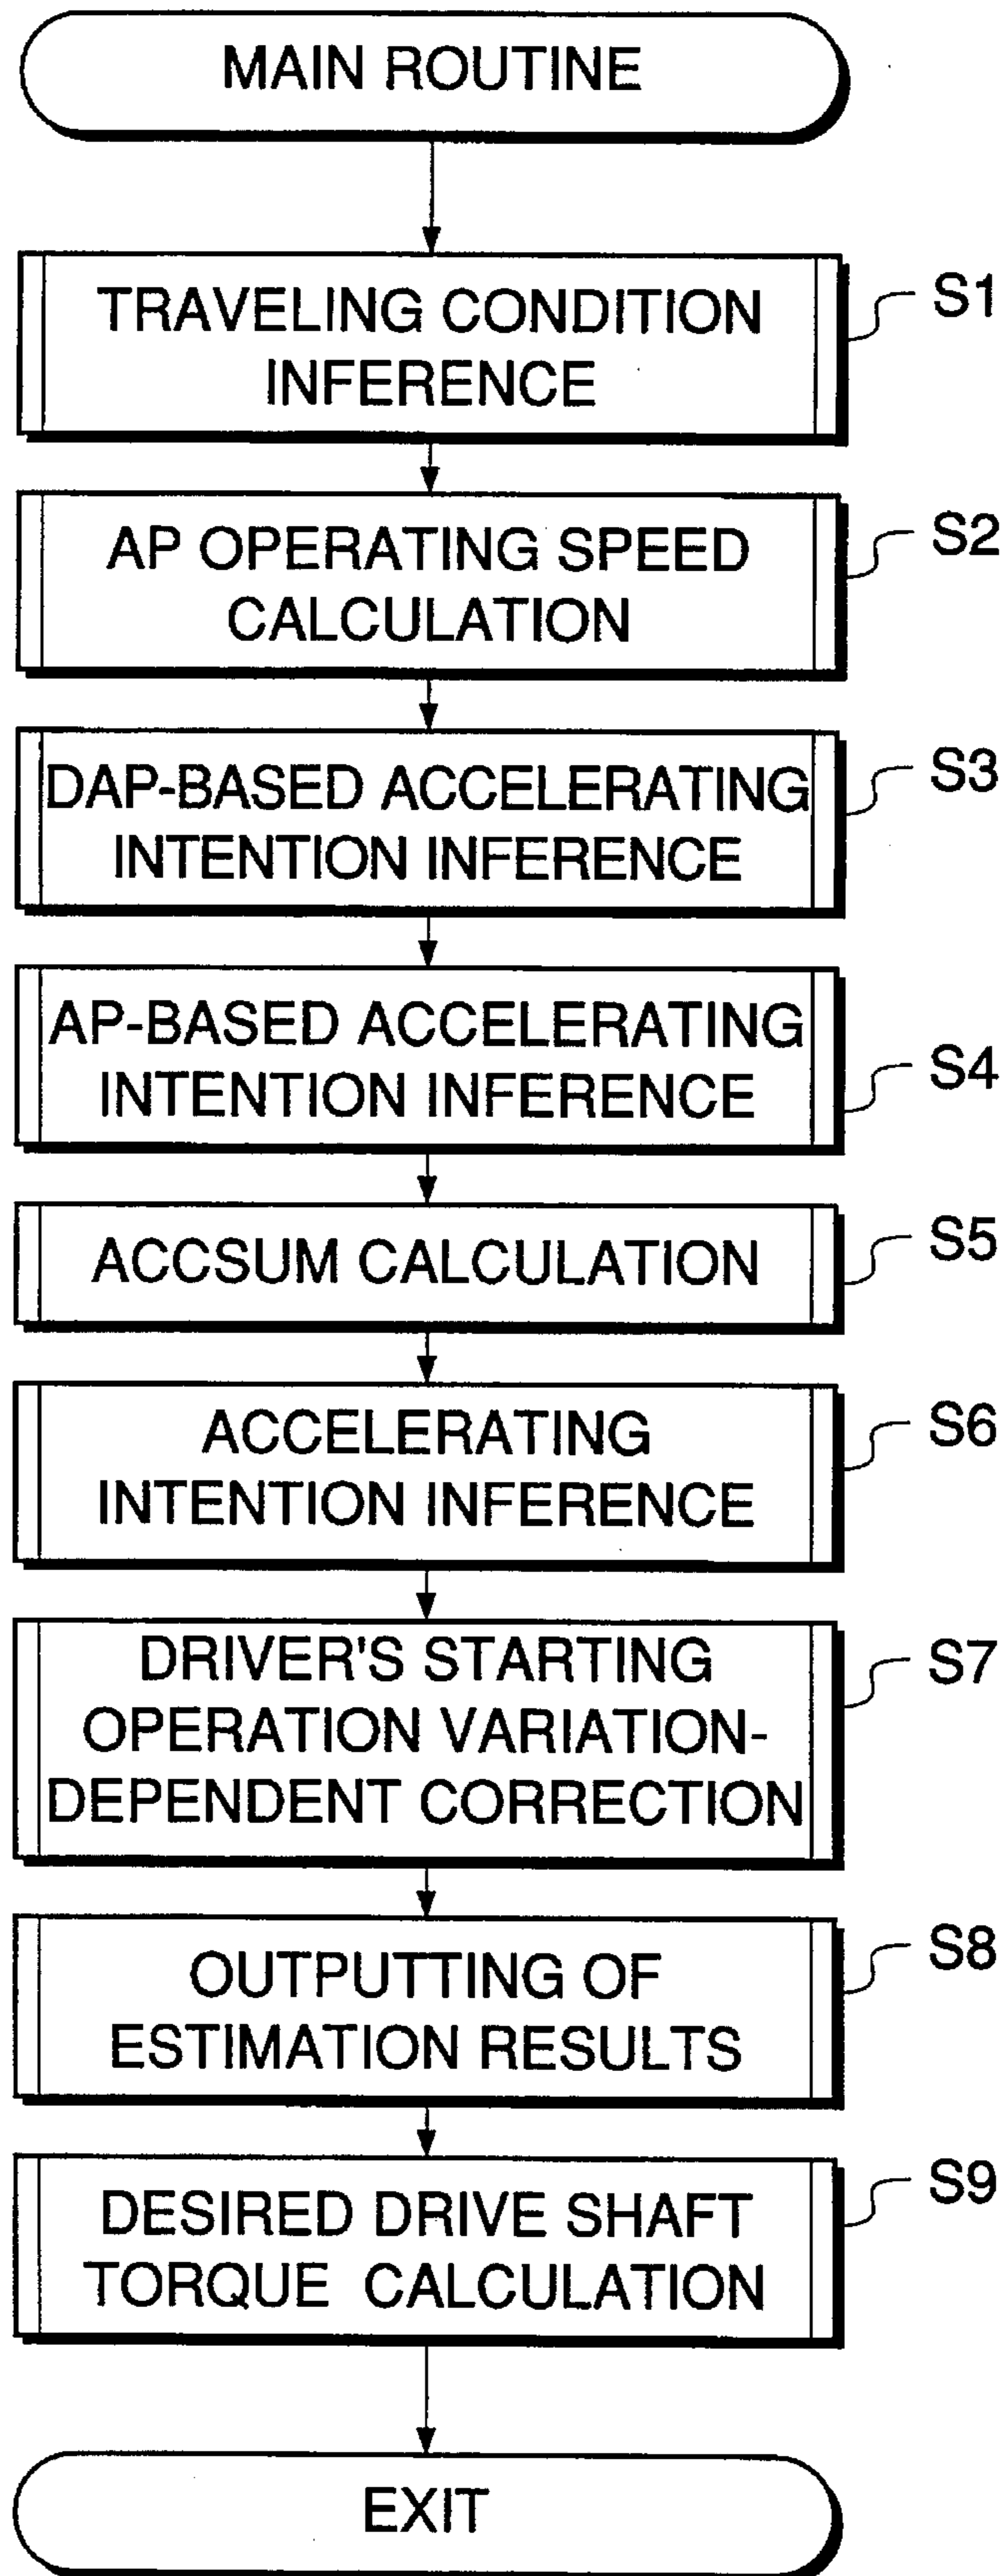 MAIN ROUTINE
TRAVELING CONDITION
INFERENCE
S1
AP OPERATING SPEED
CALCULATION
S2
DAP-BASED ACCELERATING
INTENTION INFERENCE
S3
AP-BASED ACCELERATING
INTENTION INFERENCE
S4
ACCSUM CALCULATION
S5
ACCELERATING
INTENTION INFERENCE
S6
DRIVER'S STARTING
OPERATION VARIATION-
DEPENDENT CORRECTION
S7
OUTPUTTING OF
ESTIMATION RESULTS
S8
DESIRED DRIVE SHAFT
TORQUE CALCULATION
S9
EXIT